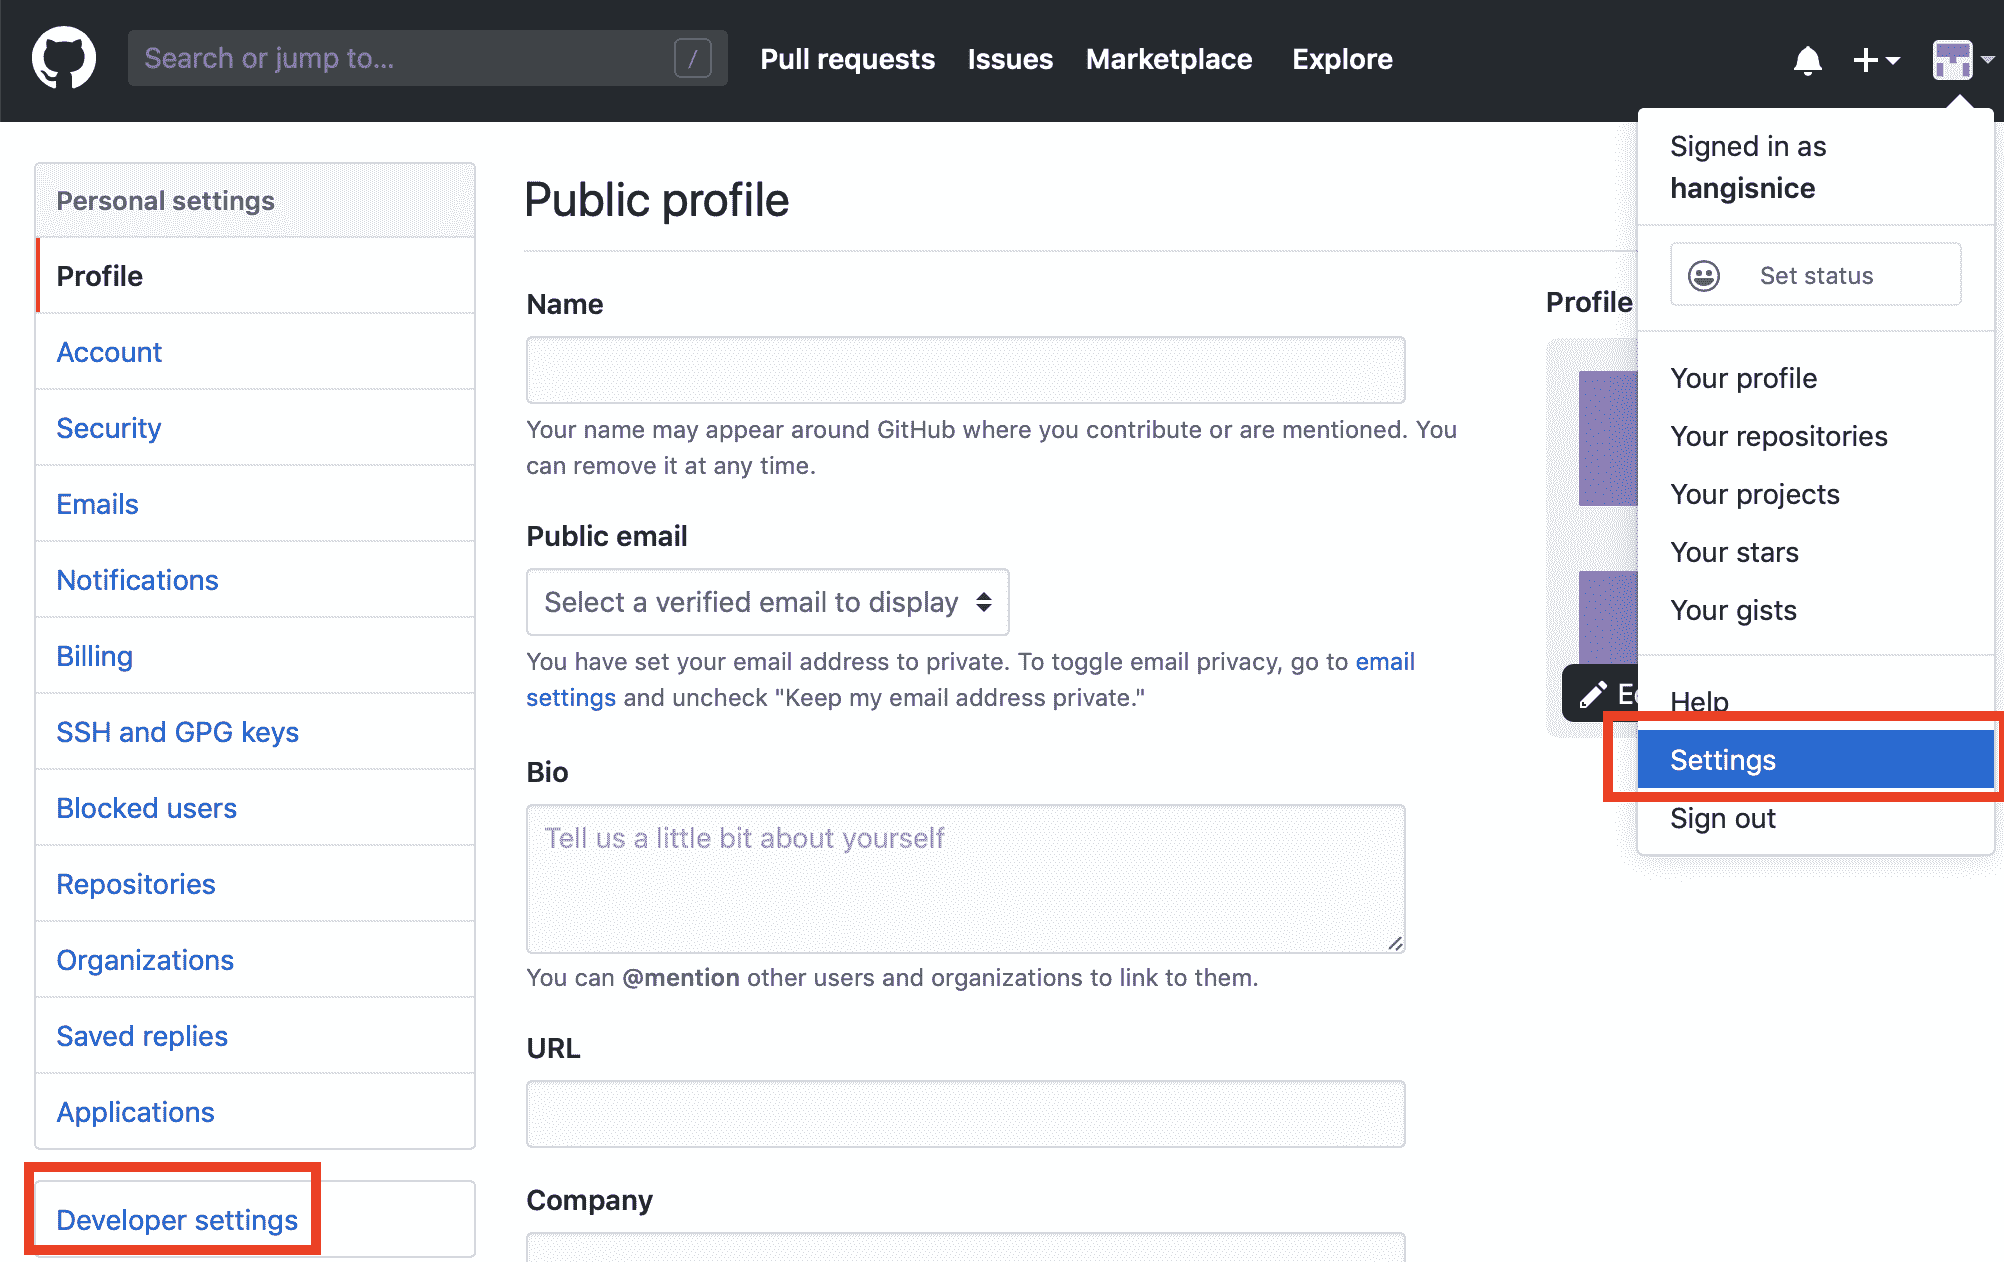 Search or jump to...
/
Pull requests
Issues
Marketplace
Explore
Signed in as
hangisnice
Set status
Your profile
Your repositories
Your projects
Your stars
Your gists
Help
Settings
Sign out
Personal settings
Profile
Account
Security
Emails
Notifications
Billing
SSH and GPG keys
Blocked users
Repositories
Organizations
Saved replies
Applications
Developer settings
Public profile
Name
Your name may appear around GitHub where you contribute or are mentioned. You
can remove it at any time.
Public email
Select a verified email to display
You have set your email address to private. To toggle email privacy, go to email
settings and uncheck "Keep my email address private."
Bio
Tell us a little bit about yourself
You can @mention other users and organizations to link to them.
URL
Company
Profile